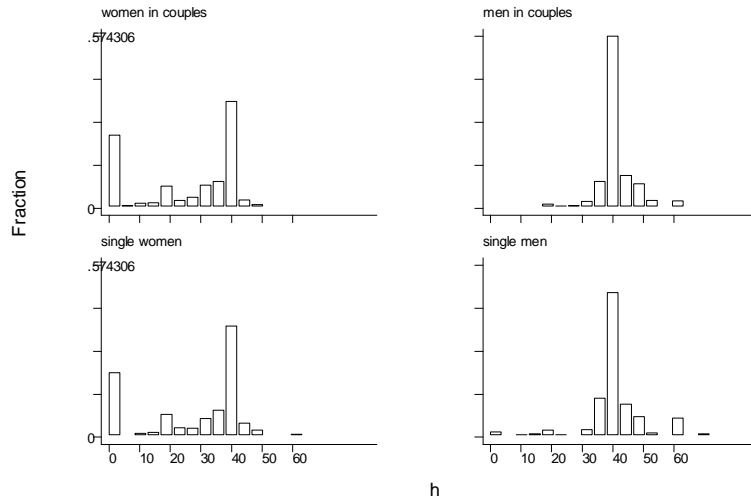 women in couples
men in couples
.574306
0
Fraction
single women
single men
.574306
0
0 10 20 30 40 50 60
0 10 20 30 40 50 60
h